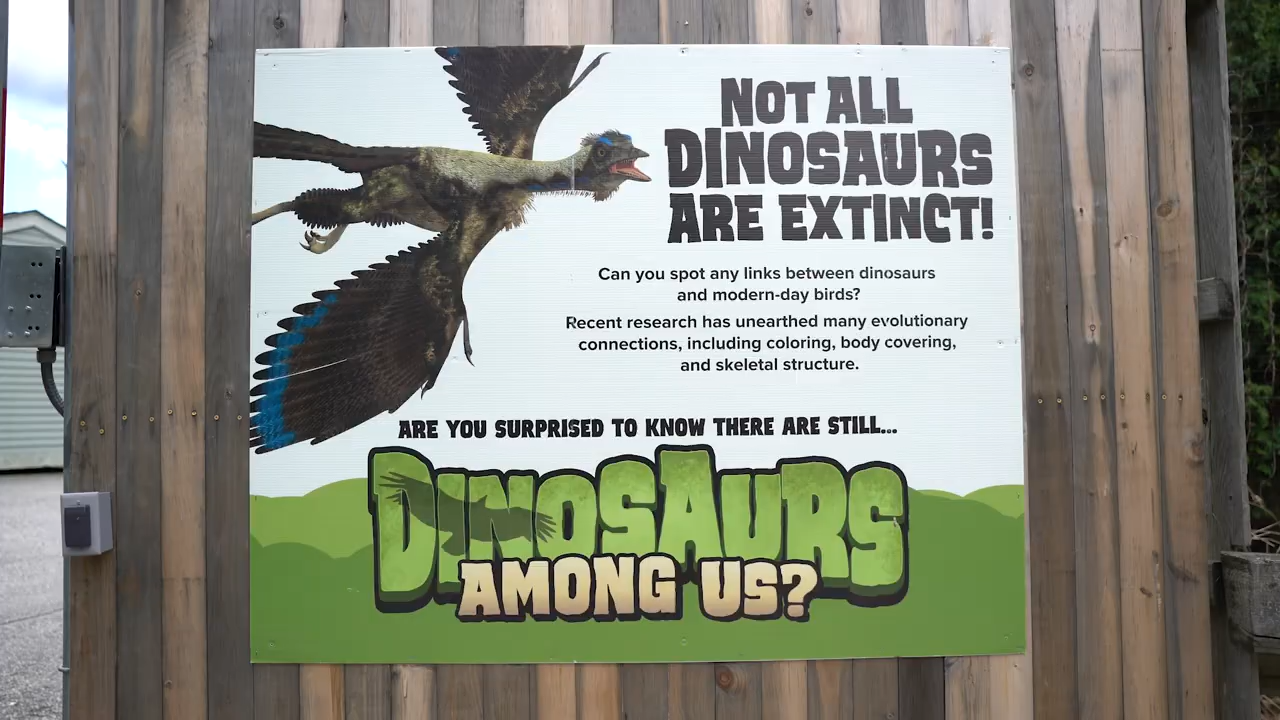 NOT ALL
DINOSAURS
ARE EXTINCT!
Can you spot any links between dinosaurs
and modern-day birds?
Recent research has unearthed many evolutionary
connections, including coloring, body covering,
and skeletal structure.
ARE YOU SURPRISED TO KNOW THERE ARE STILL...
DINOSAURS
AMONG US?